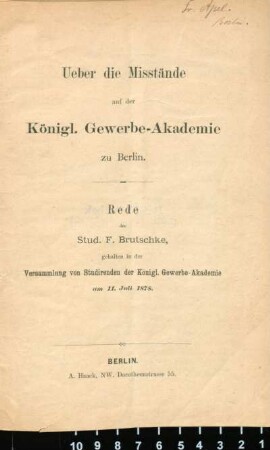 Ueber die Misstände
auf der
Königl. Gewerbe-Akademie
zu Berlin.
Rede
des
Stud. F. Brutschke,
gehalten in der
Versammlung von Studirenden der Königl. Gewerbe-Akademie
am 11. Juli 1878.
BERLIN.
A. Haack, NW. Dorotheenstrasse 55.
10 9 8 7 6 5 4 3 2 1